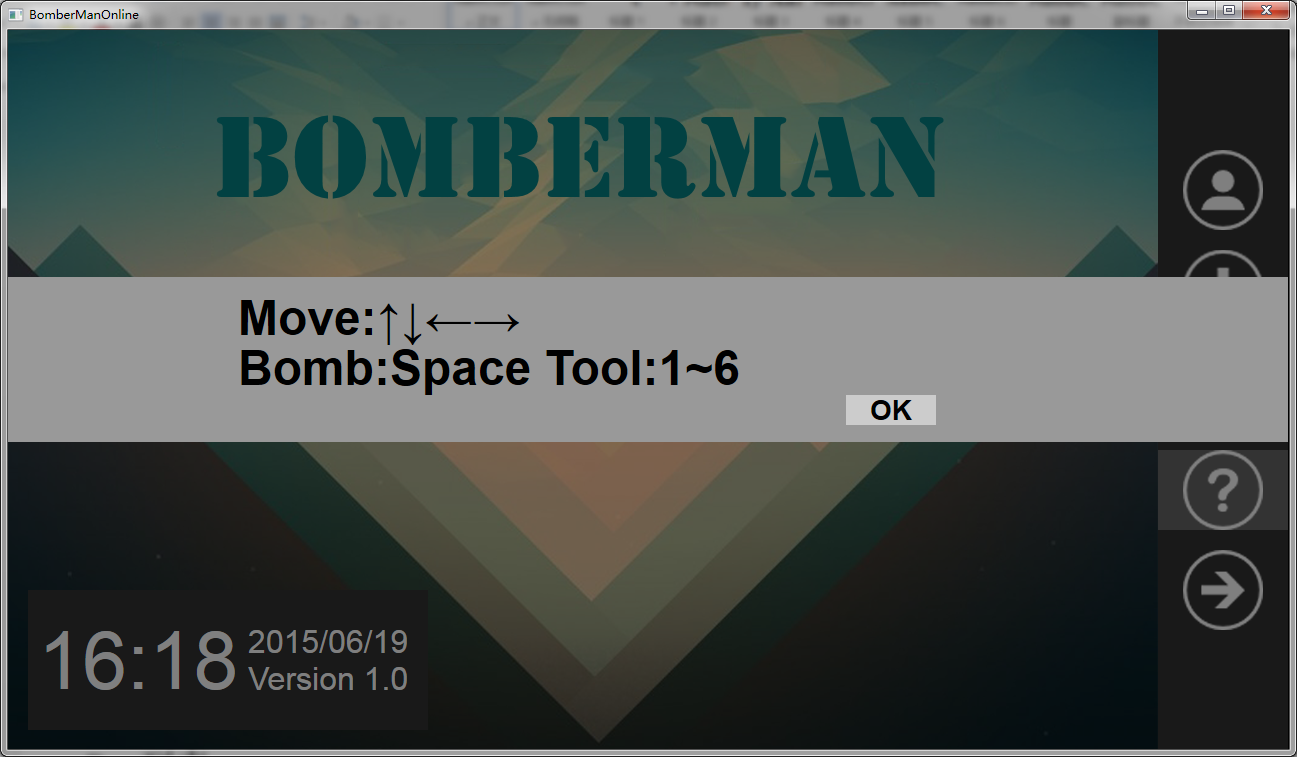 BomberManOnline
BOMBERMAN
Move:↑↓←→
Bomb:Space Tool:1~6
OK
16:18
2015/06/19
Version 1.0